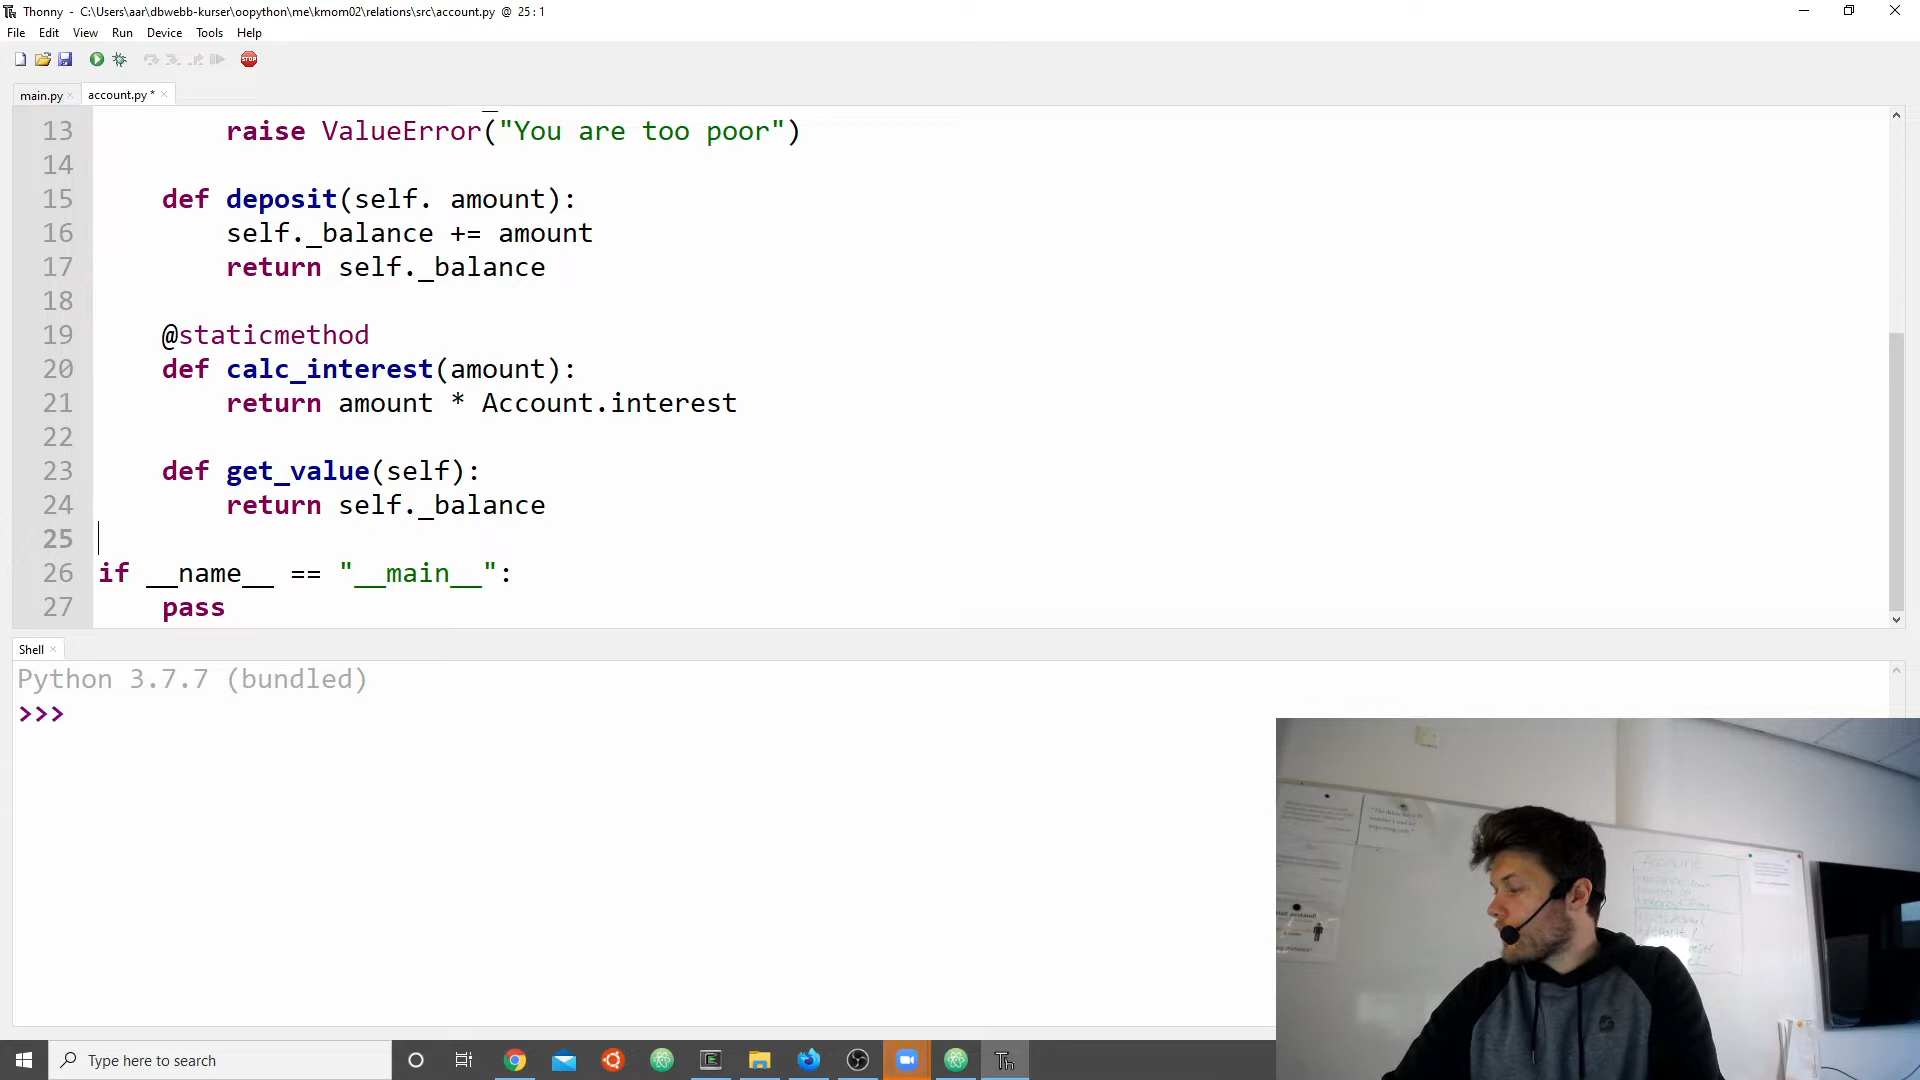 Thonny - C:\Users\aar\dbwebb-kurser\oopython\me\kmom02\relations\src\account.py @ 25 : 1
File Edit View Run Device Tools Help
STOP
main.py × account.py * ×
13 raise ValueError("You are too poor")
14
15 def deposit(self. amount):
16 self._balance += amount
17 return self._balance
18
19 @staticmethod
20 def calc_interest(amount):
21 return amount * Account.interest
22
23 def get_value(self):
24 return self._balance
25
26 if __name__ == "__main__":
27 pass
Shell ×
Python 3.7.7 (bundled)
>>>
Type here to search
Th